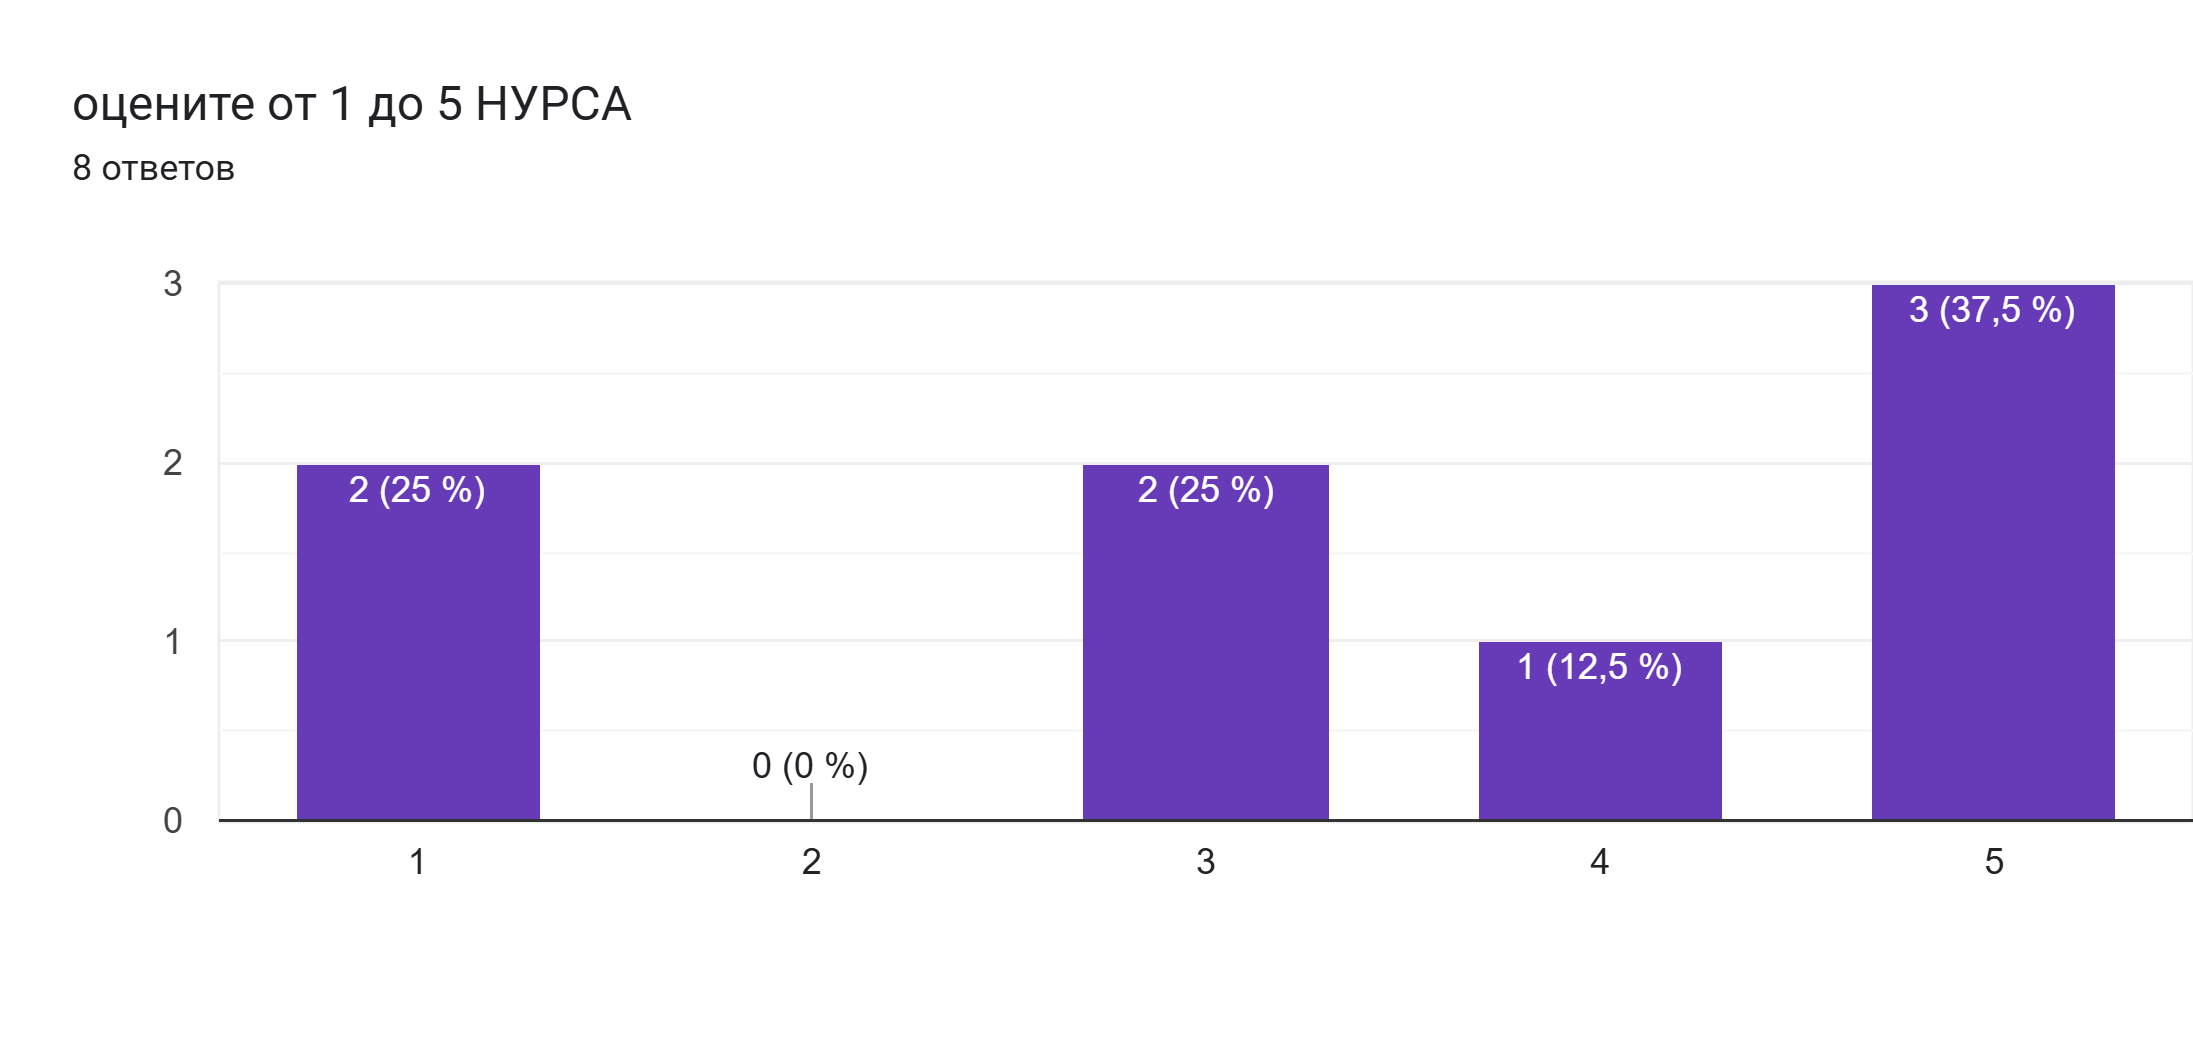 оцените от 1 до 5 НУРСА
8 ответов
3
2
1
0
2 (25 %)
0 (0 %)
2 (25 %)
1 (12,5 %)
3 (37,5 %)
1 2 3 4 5